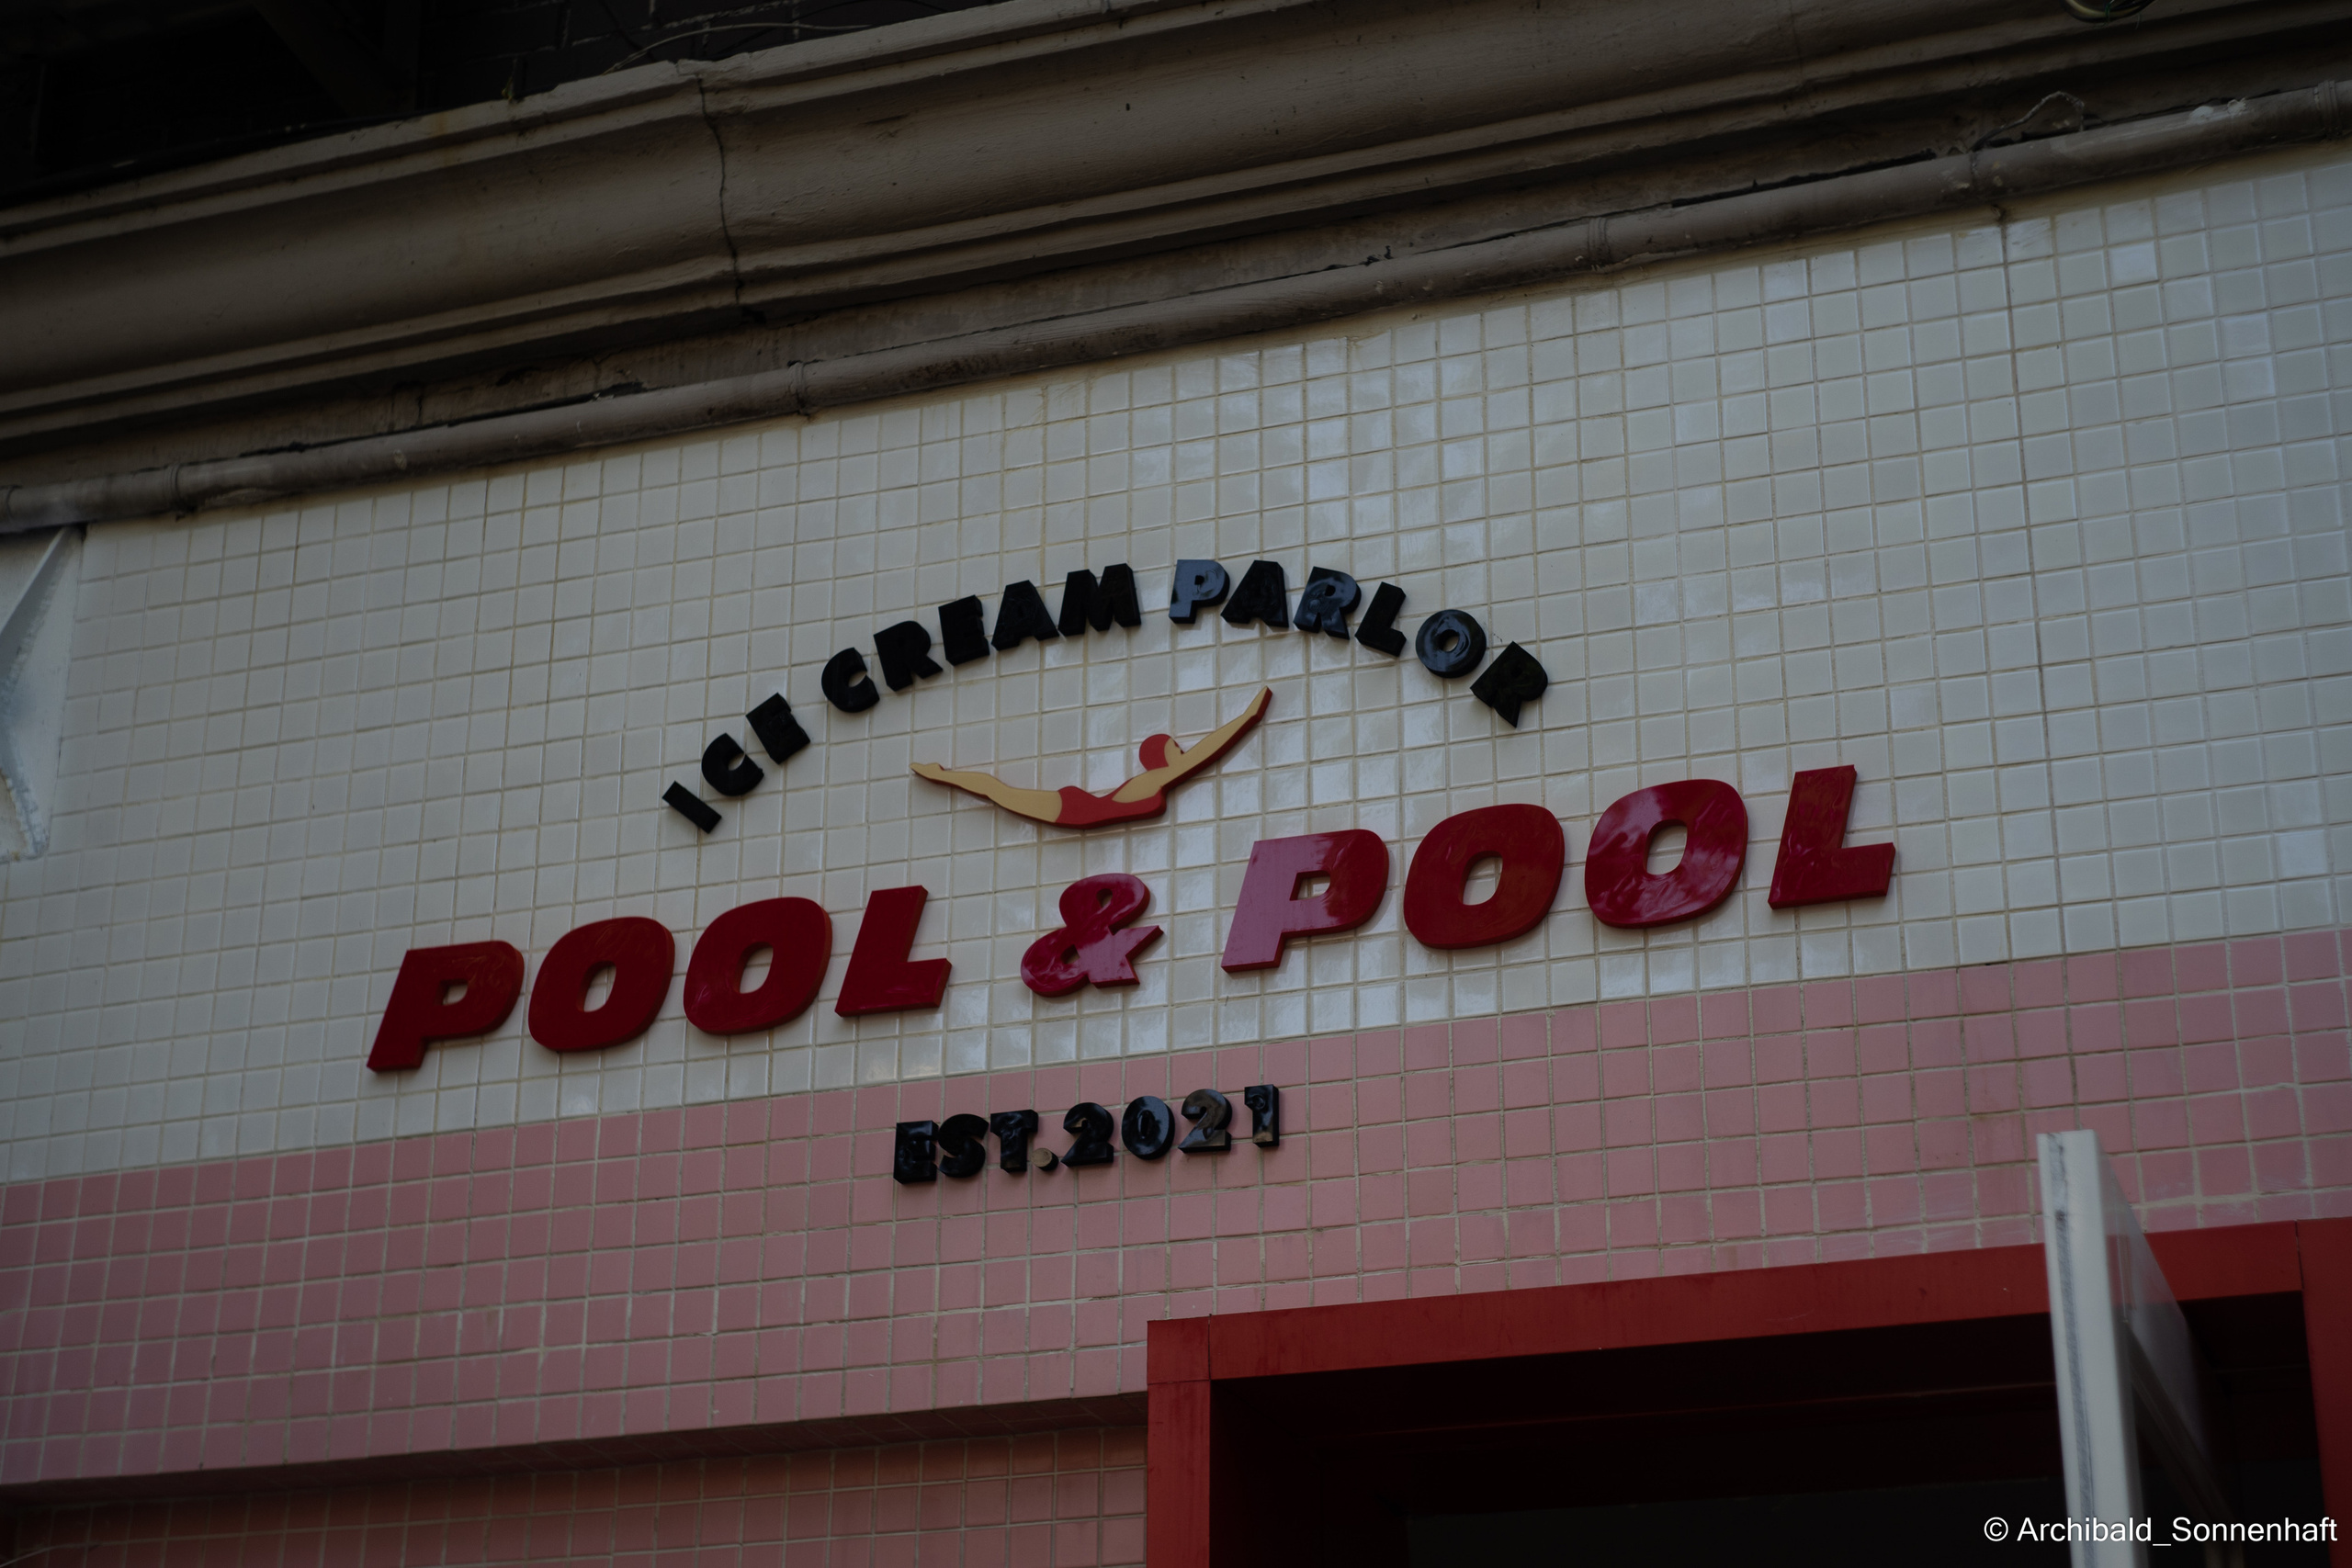 ICE CREAM PARLOR
POOL & POOL
EST.2021
© Archibald_Sonnenhaft